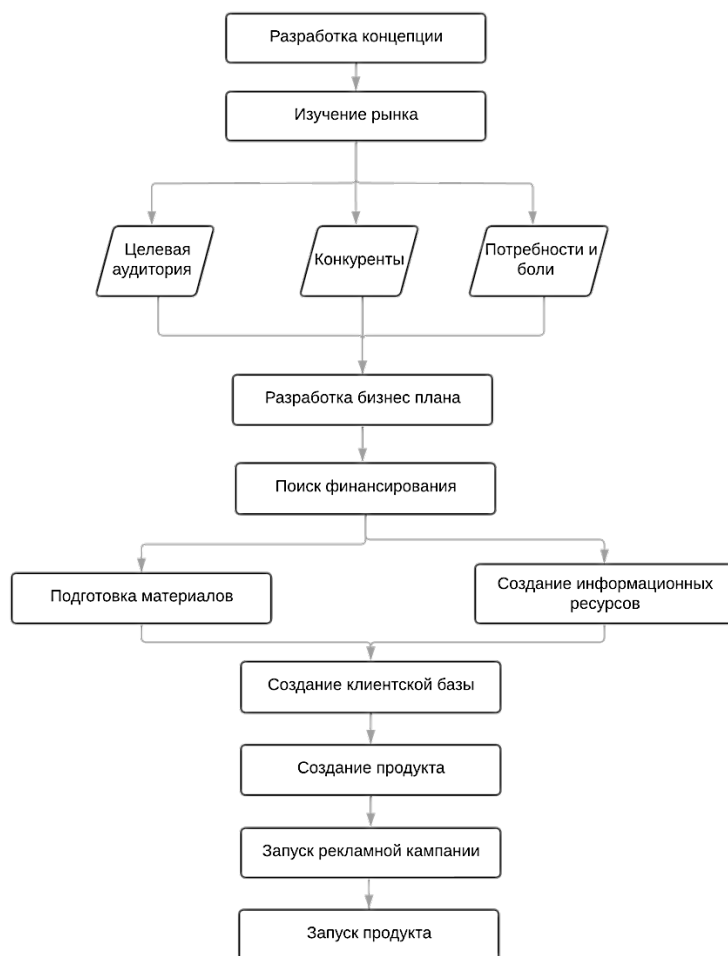 Разработка концепции
Изучение рынка
Целевая
аудитория
Конкуренты
Потребности и
боли
Разработка бизнес плана
Поиск финансирования
Подготовка материалов
Создание информационных
ресурсов
Создание клиентской базы
Создание продукта
Запуск рекламной кампании
Запуск продукта